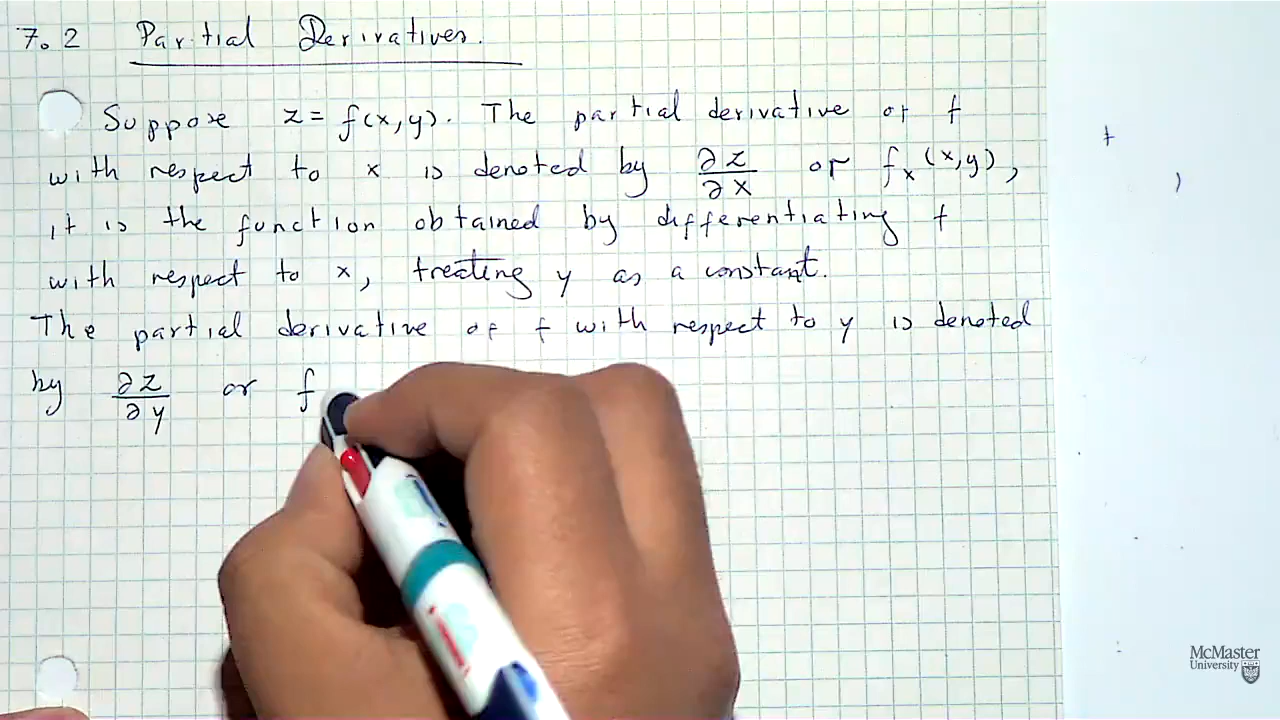 7.2 Partial Derivatives.
Suppose z = f(x,y). The partial derivative of f
with respect to x is denoted by ∂z/∂x or f_x(x,y),
it is the function obtained by differentiating f
with respect to x, treating y as a constant.
The partial derivative of f with respect to y is denoted
by ∂z/∂y or f
McMaster
University